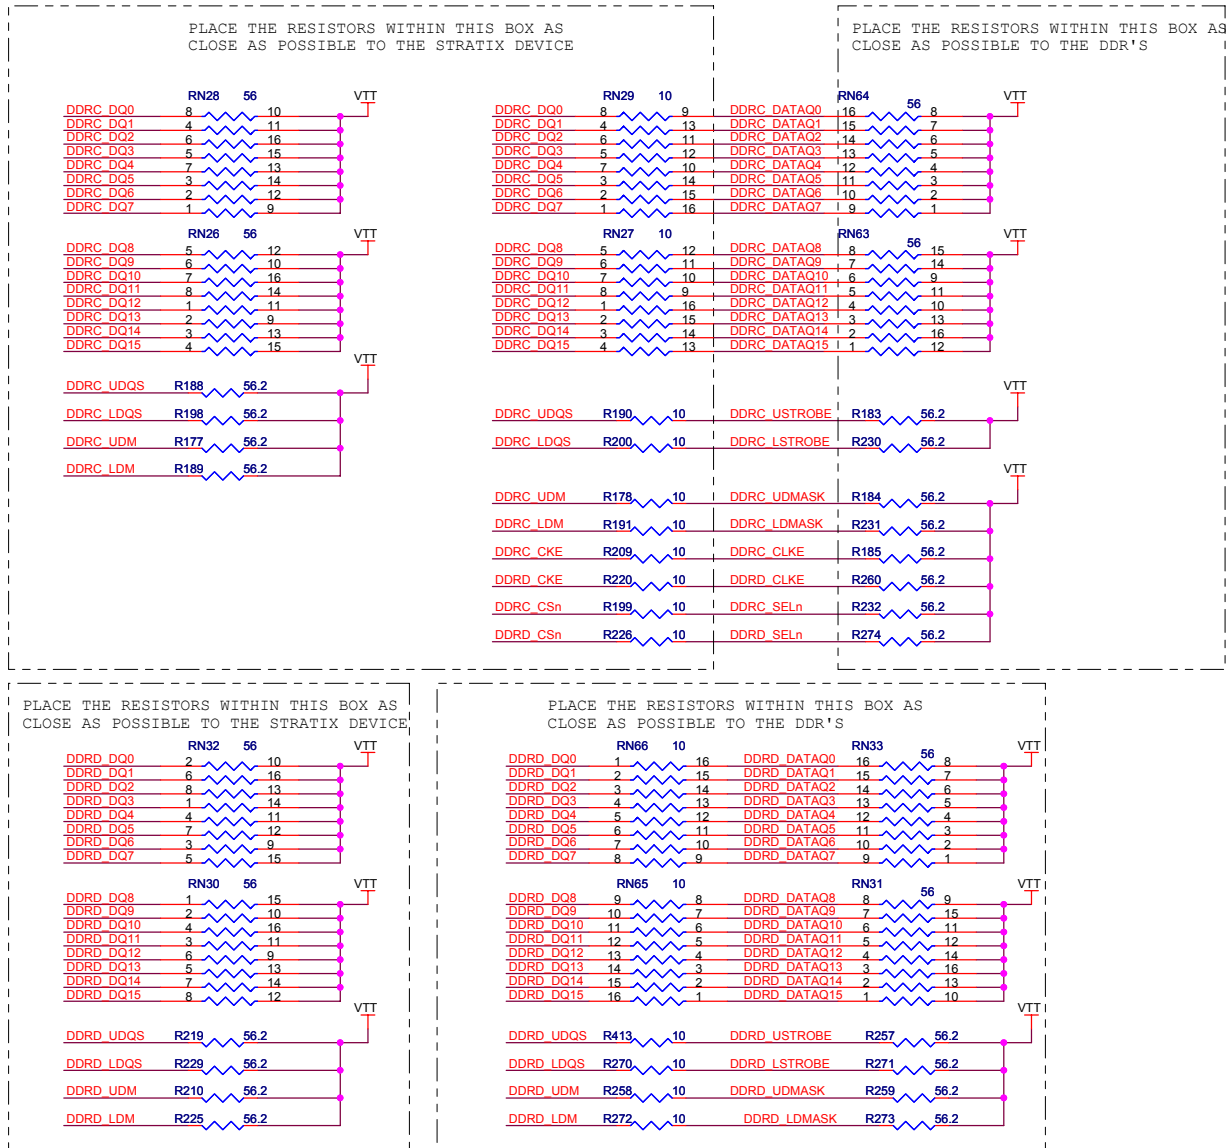 PLACE THE RESISTORS WITHIN THIS BOX AS
CLOSE AS POSSIBLE TO THE STRATIX DEVICE
PLACE THE RESISTORS WITHIN THIS BOX AS
CLOSE AS POSSIBLE TO THE DDR'S
RN28 56 VTT RN29 10 RN64 56 VTT
DDRC_DQ0 8 10 DDRC_DQ0 8 9 DDRC_DATAQ0 16 8
DDRC_DQ1 4 11 DDRC_DQ1 4 13 DDRC_DATAQ1 15 7
DDRC_DQ2 6 16 DDRC_DQ2 6 11 DDRC_DATAQ2 14 6
DDRC_DQ3 5 15 DDRC_DQ3 5 12 DDRC_DATAQ3 13 5
DDRC_DQ4 7 13 DDRC_DQ4 7 10 DDRC_DATAQ4 12 4
DDRC_DQ5 3 14 DDRC_DQ5 3 14 DDRC_DATAQ5 11 3
DDRC_DQ6 2 12 DDRC_DQ6 2 15 DDRC_DATAQ6 10 2
DDRC_DQ7 1 9 DDRC_DQ7 1 16 DDRC_DATAQ7 9 1
RN26 56 VTT RN27 10 RN63 56 VTT
DDRC_DQ8 5 12 DDRC_DQ8 5 12 DDRC_DATAQ8 8 15
DDRC_DQ9 6 10 DDRC_DQ9 6 11 DDRC_DATAQ9 7 14
DDRC_DQ10 7 16 DDRC_DQ10 7 10 DDRC_DATAQ10 6 9
DDRC_DQ11 8 14 DDRC_DQ11 8 9 DDRC_DATAQ11 5 11
DDRC_DQ12 1 11 DDRC_DQ12 1 16 DDRC_DATAQ12 4 10
DDRC_DQ13 2 9 DDRC_DQ13 2 15 DDRC_DATAQ13 3 13
DDRC_DQ14 3 13 DDRC_DQ14 3 14 DDRC_DATAQ14 2 16
DDRC_DQ15 4 15 DDRC_DQ15 4 13 DDRC_DATAQ15 1 12
VTT
DDRC_UDQS R188 56.2 VTT
DDRC_LDQS R198 56.2 DDRC_UDQS R190 10 DDRC_USTROBE R183 56.2
DDRC_UDM R177 56.2 DDRC_LDQS R200 10 DDRC_LSTROBE R230 56.2
DDRC_LDM R189 56.2 VTT
DDRC_UDM R178 10 DDRC_UDMASK R184 56.2
DDRC_LDM R191 10 DDRC_LDMASK R231 56.2
DDRC_CKE R209 10 DDRC_CLKE R185 56.2
DDRD_CKE R220 10 DDRD_CLKE R260 56.2
DDRC_CSn R199 10 DDRC_SELn R232 56.2
DDRD_CSn R226 10 DDRD_SELn R274 56.2
PLACE THE RESISTORS WITHIN THIS BOX AS
CLOSE AS POSSIBLE TO THE STRATIX DEVICE
PLACE THE RESISTORS WITHIN THIS BOX AS
CLOSE AS POSSIBLE TO THE DDR'S
RN32 56 VTT RN66 10 RN33 56 VTT
DDRD_DQ0 2 10 DDRD_DQ0 1 16 DDRD_DATAQ0 16 8
DDRD_DQ1 6 16 DDRD_DQ1 2 15 DDRD_DATAQ1 15 7
DDRD_DQ2 8 13 DDRD_DQ2 3 14 DDRD_DATAQ2 14 6
DDRD_DQ3 1 14 DDRD_DQ3 4 13 DDRD_DATAQ3 13 5
DDRD_DQ4 4 11 DDRD_DQ4 5 12 DDRD_DATAQ4 12 4
DDRD_DQ5 7 12 DDRD_DQ5 6 11 DDRD_DATAQ5 11 3
DDRD_DQ6 3 9 DDRD_DQ6 7 10 DDRD_DATAQ6 10 2
DDRD_DQ7 5 15 DDRD_DQ7 8 9 DDRD_DATAQ7 9 1
RN30 56 VTT RN65 10 RN31 56 VTT
DDRD_DQ8 1 15 DDRD_DQ8 9 8 DDRD_DATAQ8 8 9
DDRD_DQ9 2 10 DDRD_DQ9 10 7 DDRD_DATAQ9 7 15
DDRD_DQ10 4 16 DDRD_DQ10 11 6 DDRD_DATAQ10 6 11
DDRD_DQ11 3 11 DDRD_DQ11 12 5 DDRD_DATAQ11 5 12
DDRD_DQ12 6 9 DDRD_DQ12 13 4 DDRD_DATAQ12 4 14
DDRD_DQ13 5 13 DDRD_DQ13 14 3 DDRD_DATAQ13 3 16
DDRD_DQ14 7 14 DDRD_DQ14 15 2 DDRD_DATAQ14 2 13
DDRD_DQ15 8 12 DDRD_DQ15 16 1 DDRD_DATAQ15 1 10
VTT VTT
DDRD_UDQS R219 56.2 DDRD_UDQS R413 10 DDRD_USTROBE R257 56.2
DDRD_LDQS R229 56.2 DDRD_LDQS R270 10 DDRD_LSTROBE R271 56.2
DDRD_UDM R210 56.2 DDRD_UDM R258 10 DDRD_UDMASK R259 56.2
DDRD_LDM R225 56.2 DDRD_LDM R272 10 DDRD_LDMASK R273 56.2